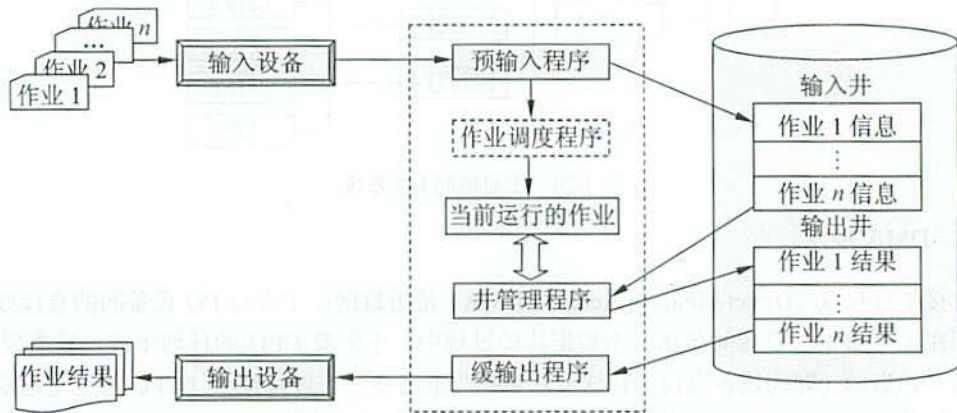 作业 n
...
作业 2
作业 1
输入设备
预输入程序
作业调度程序
当前运行的作业
井管理程序
缓输出程序
输出设备
作业结果
输入井
作业 1 信息
⋮
作业 n 信息
输出井
作业 1 结果
⋮
作业 n 结果